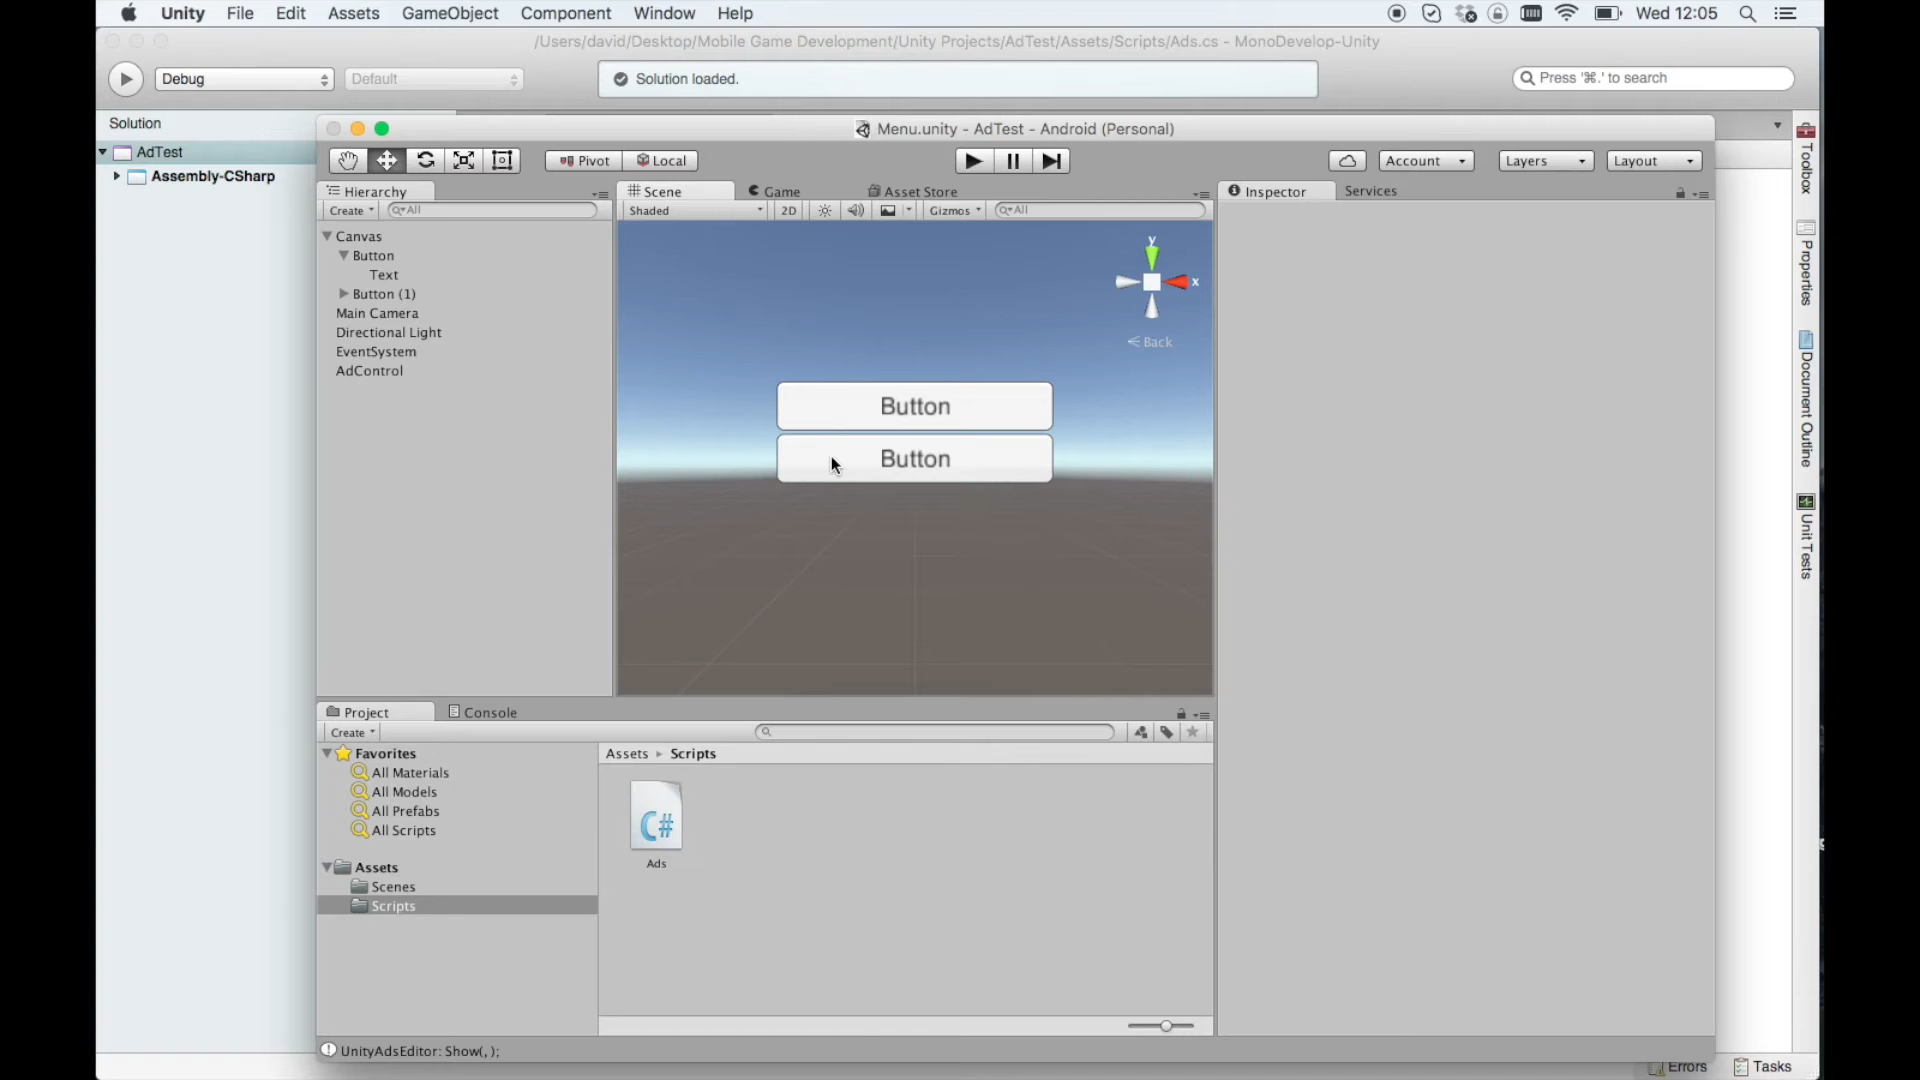 Unity File Edit Assets GameObject Component Window Help Wed 12:05
/Users/david/Desktop/Mobile Game Development/Unity Projects/AdTest/Assets/Scripts/Ads.cs - MonoDevelop-Unity
Debug Default Solution loaded. Press '⌘.' to search
Solution
AdTest
Assembly-CSharp
Menu.unity - AdTest - Android (Personal)
Pivot Local Account Layers Layout
Hierarchy Scene Game Asset Store Inspector Services
Create All Shaded 2D Gizmos All
Canvas
Button
Text
Button (1)
Main Camera
Directional Light
EventSystem
AdControl
y
x
Back
Button
Button
Toolbox
Properties
Document Outline
Unit Tests
Project Console
Create
Favorites
All Materials
All Models
All Prefabs
All Scripts
Assets
Scenes
Scripts
Assets Scripts
C#
Ads
UnityAdsEditor: Show(, );
Errors Tasks